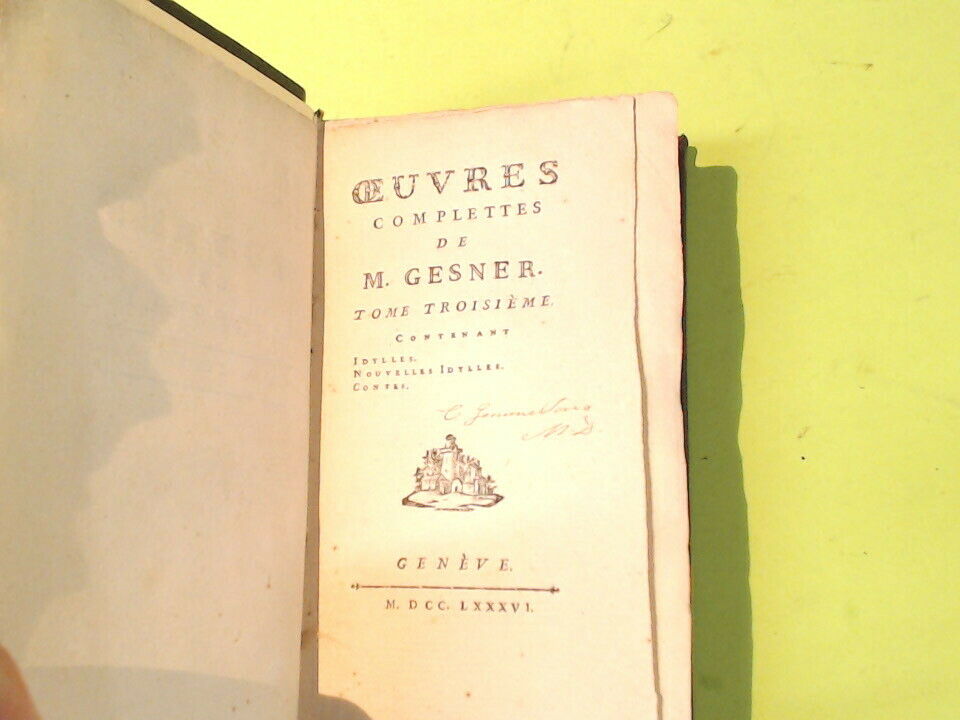 ŒUVRES
COMPLETTES
DE
M. GESNER.
TOME TROISIÈME.
CONTENANT
IDYLLES.
NOUVELLES IDYLLES.
CONTES.
C.
M.D.
GENÈVE.
M. DCC. LXXXVI.